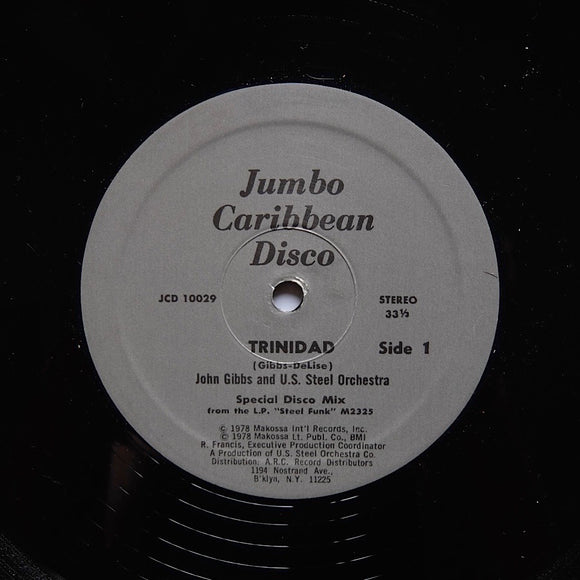 Jumbo
Caribbean
Disco
JCD 10029
STEREO
33⅓
TRINIDAD
Side 1
(Gibbs-DeLise)
John Gibbs and U.S. Steel Orchestra
Special Disco Mix
from the L.P. "Steel Funk" M2325
© 1978 Makossa Int'l Records, Inc.
© 1978 Makossa Lt. Publ. Co., BMI
R. Francis, Executive Production Coordinator
A Production of U.S. Steel Orchestra Co.
Distribution: A.R.C. Record Distributors
1194 Nostrand Ave.,
B'klyn, N.Y. 11225